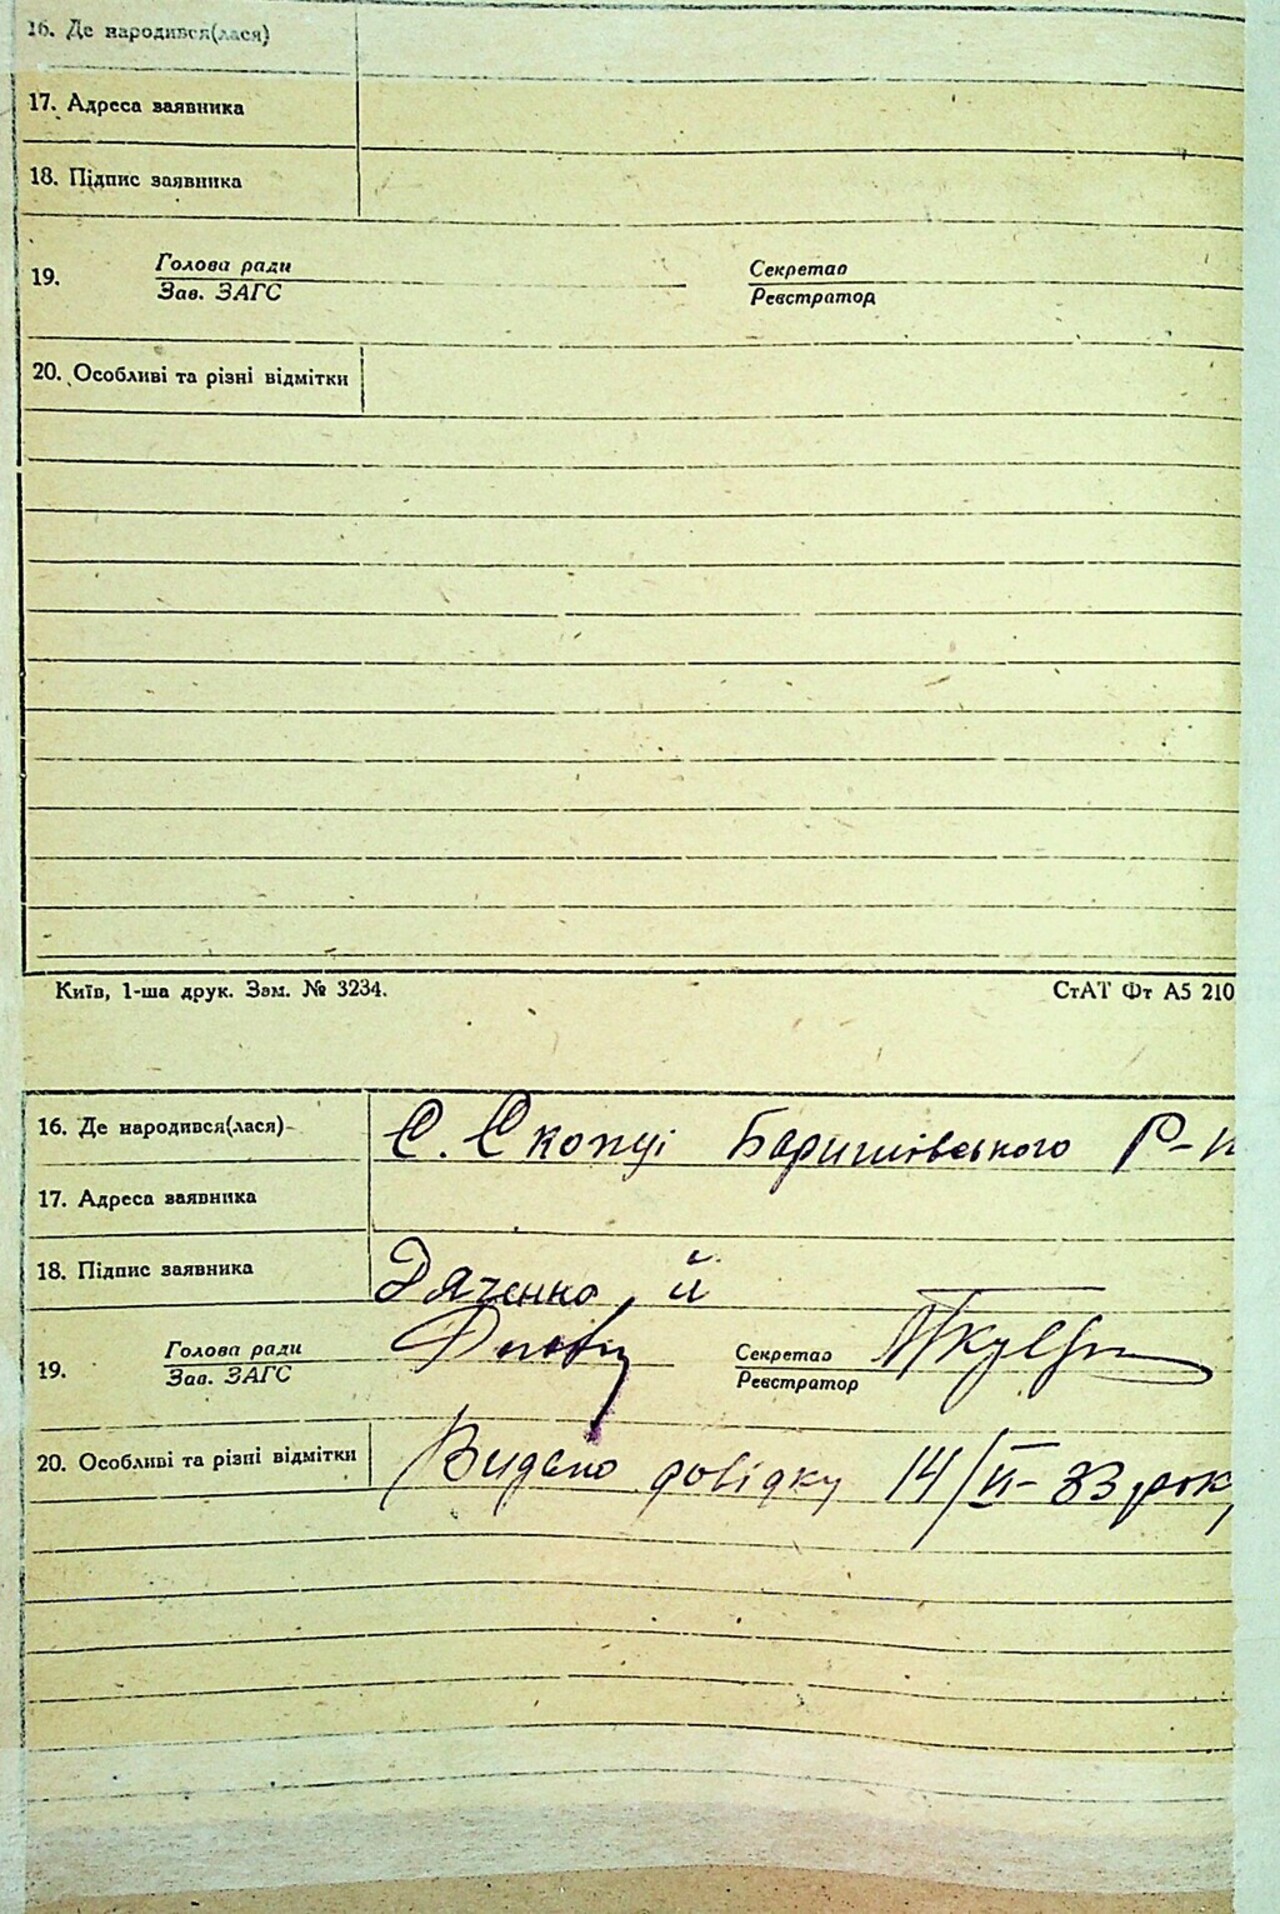 16. Де народився(лася)
17. Адреса заявника
18. Підпис заявника
19. Голова ради Секретар
Зав. ЗАГС Реєстратор
20. Особливі та різні відмітки
Київ, 1-ша друк. Зам. № 3234. СтАТ Фт А5 210
16. Де народився(лася) С. Скопці Баришівського Р-н
17. Адреса заявника
18. Підпис заявника Дяченко й
19. Голова ради Секретар
Зав. ЗАГС Реєстратор
20. Особливі та різні відмітки Видано довідку 14/VI-33 рок